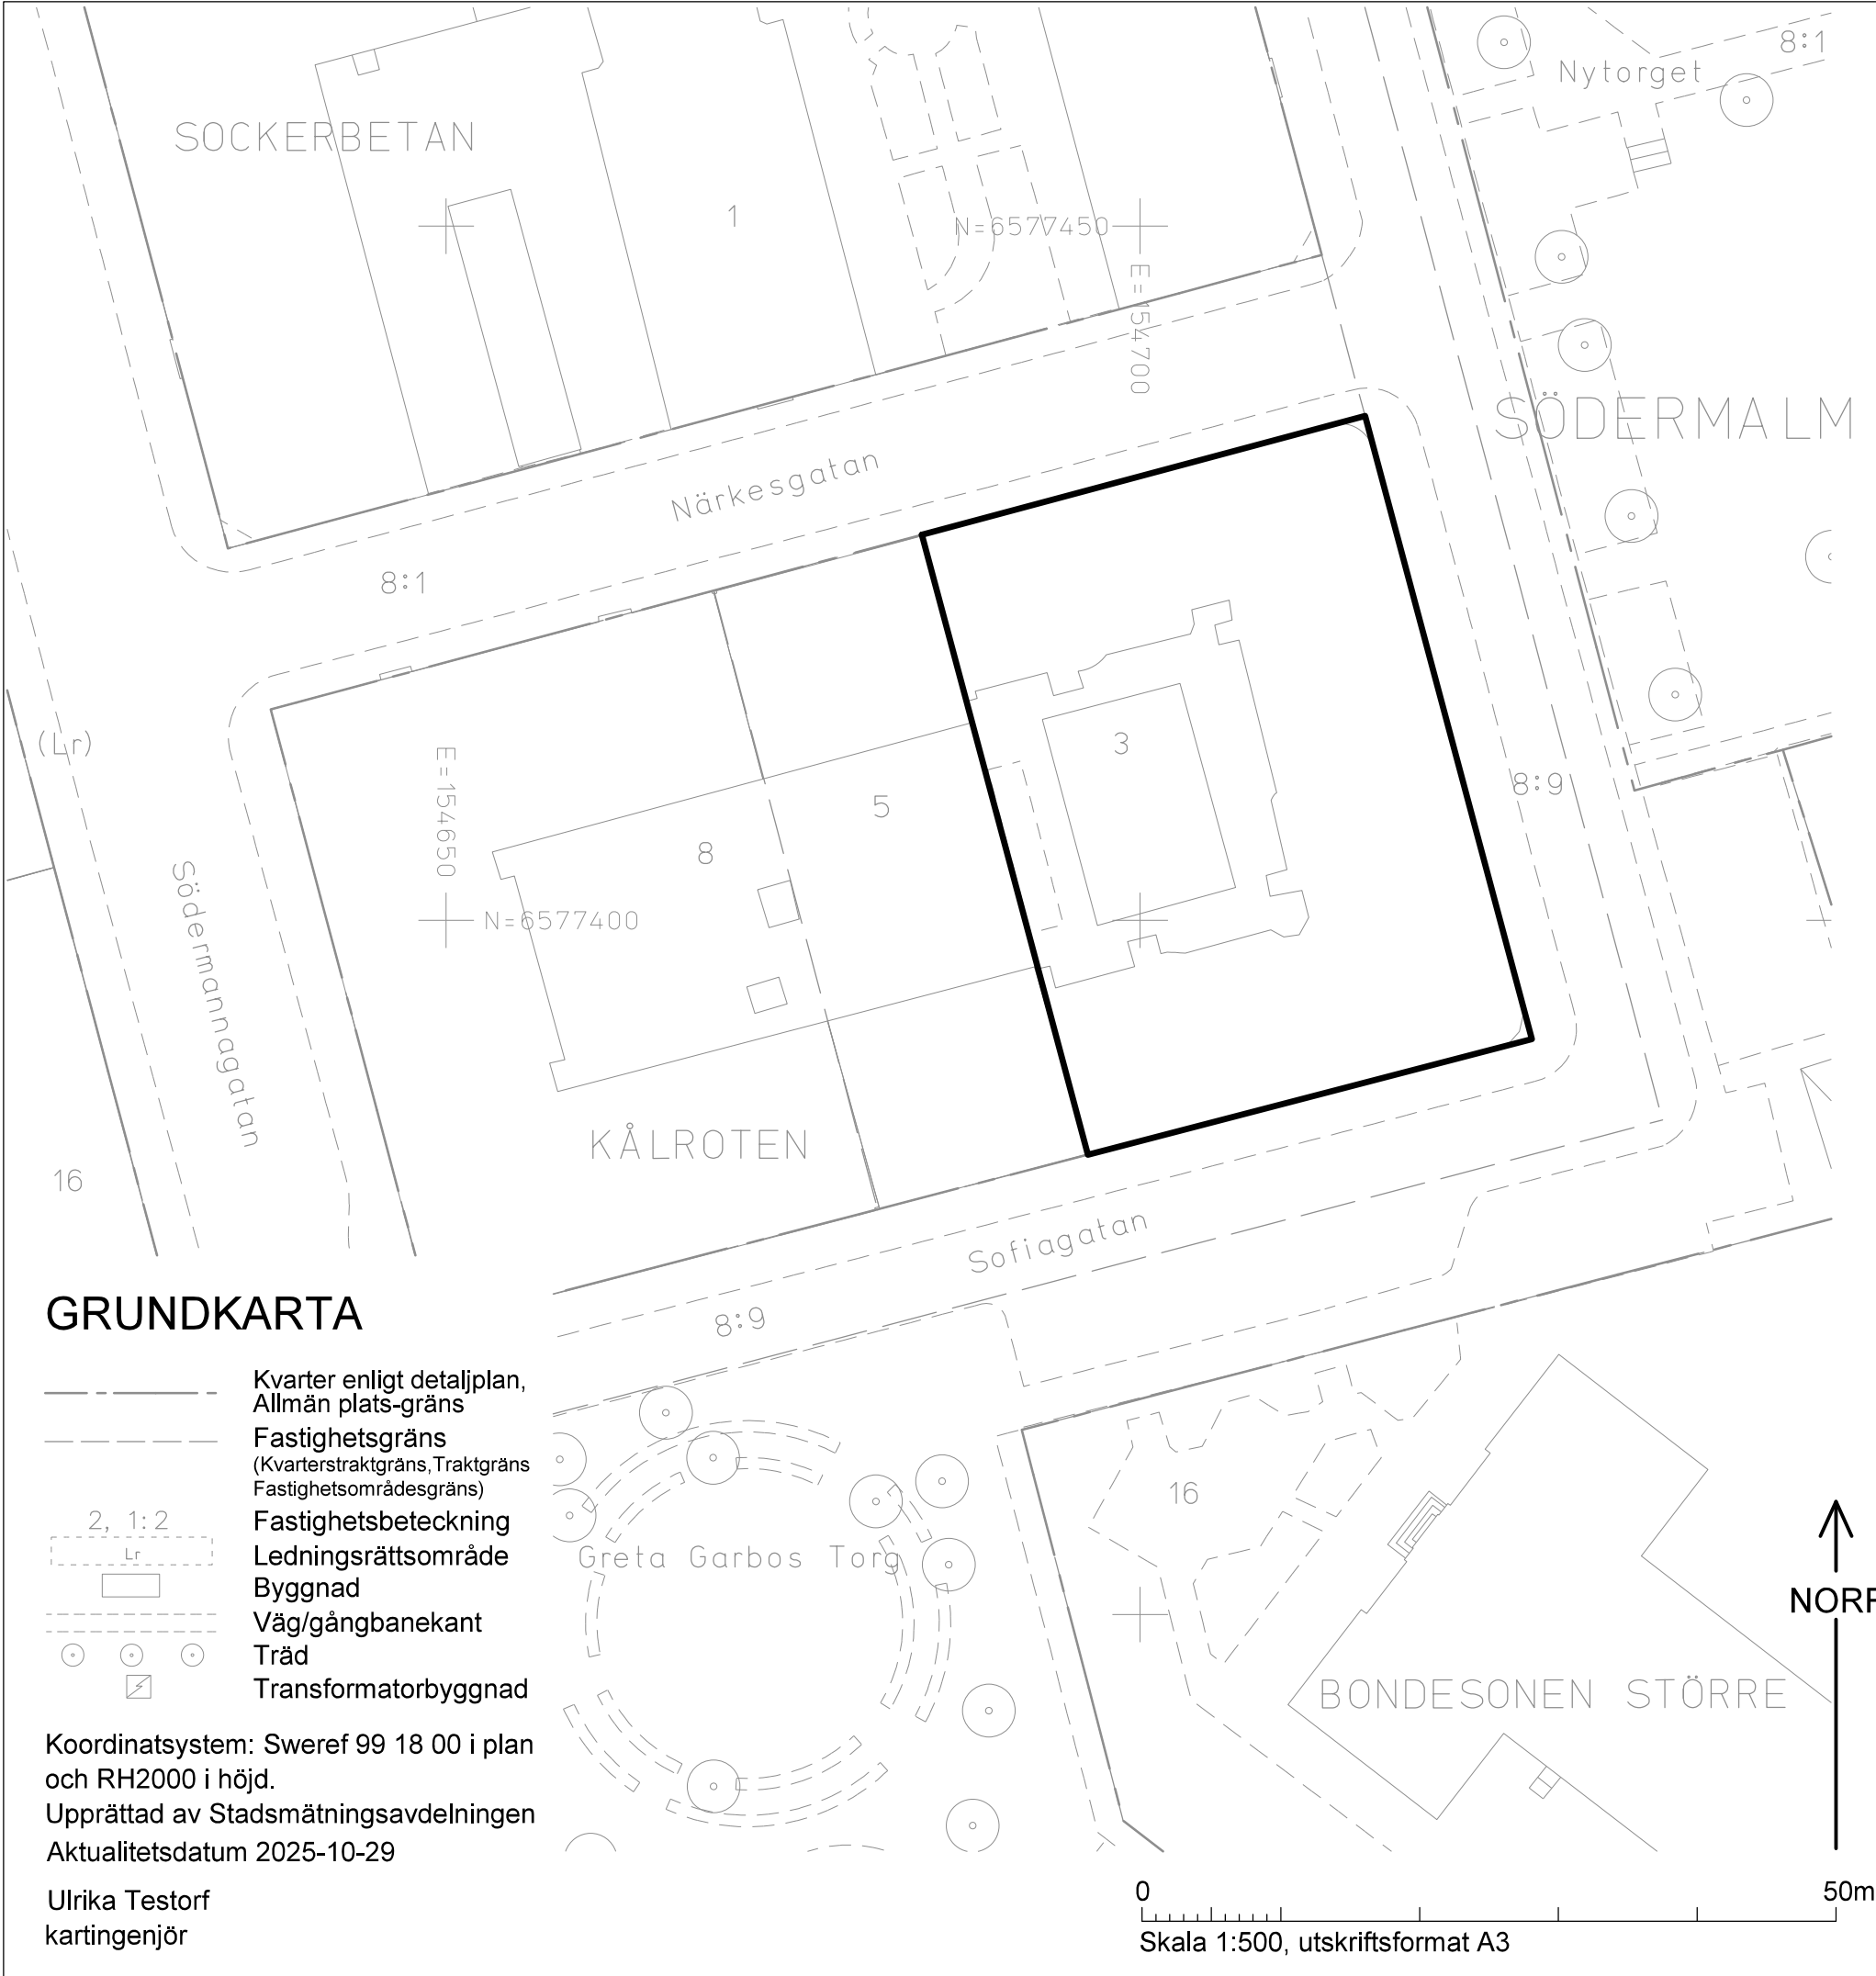 8:1
Nytorget
SOCKERBETAN
1
N=6577450
E=154700
SÖDERMALM
Närkesgatan
8:1
(Lr)
3
8:9
E=154650
5
8
N=6577400
Södermannagatan
KÅLROTEN
16
Sofiagatan
8:9
GRUNDKARTA
Kvarter enligt detaljplan,
Allmän plats-gräns
Fastighetsgräns
(Kvarterstraktgräns,Traktgräns
Fastighetsområdesgräns)
2, 1:2
Fastighetsbeteckning
Lr
Ledningsrättsområde
Byggnad
Väg/gångbanekant
Träd
Transformatorbyggnad
16
Greta Garbos Torg
BONDESONEN STÖRRE
Koordinatsystem: Sweref 99 18 00 i plan
och RH2000 i höjd.
Upprättad av Stadsmätningsavdelningen
Aktualitetsdatum 2025-10-29
Ulrika Testorf
kartingenjör
0
50m
Skala 1:500, utskriftsformat A3